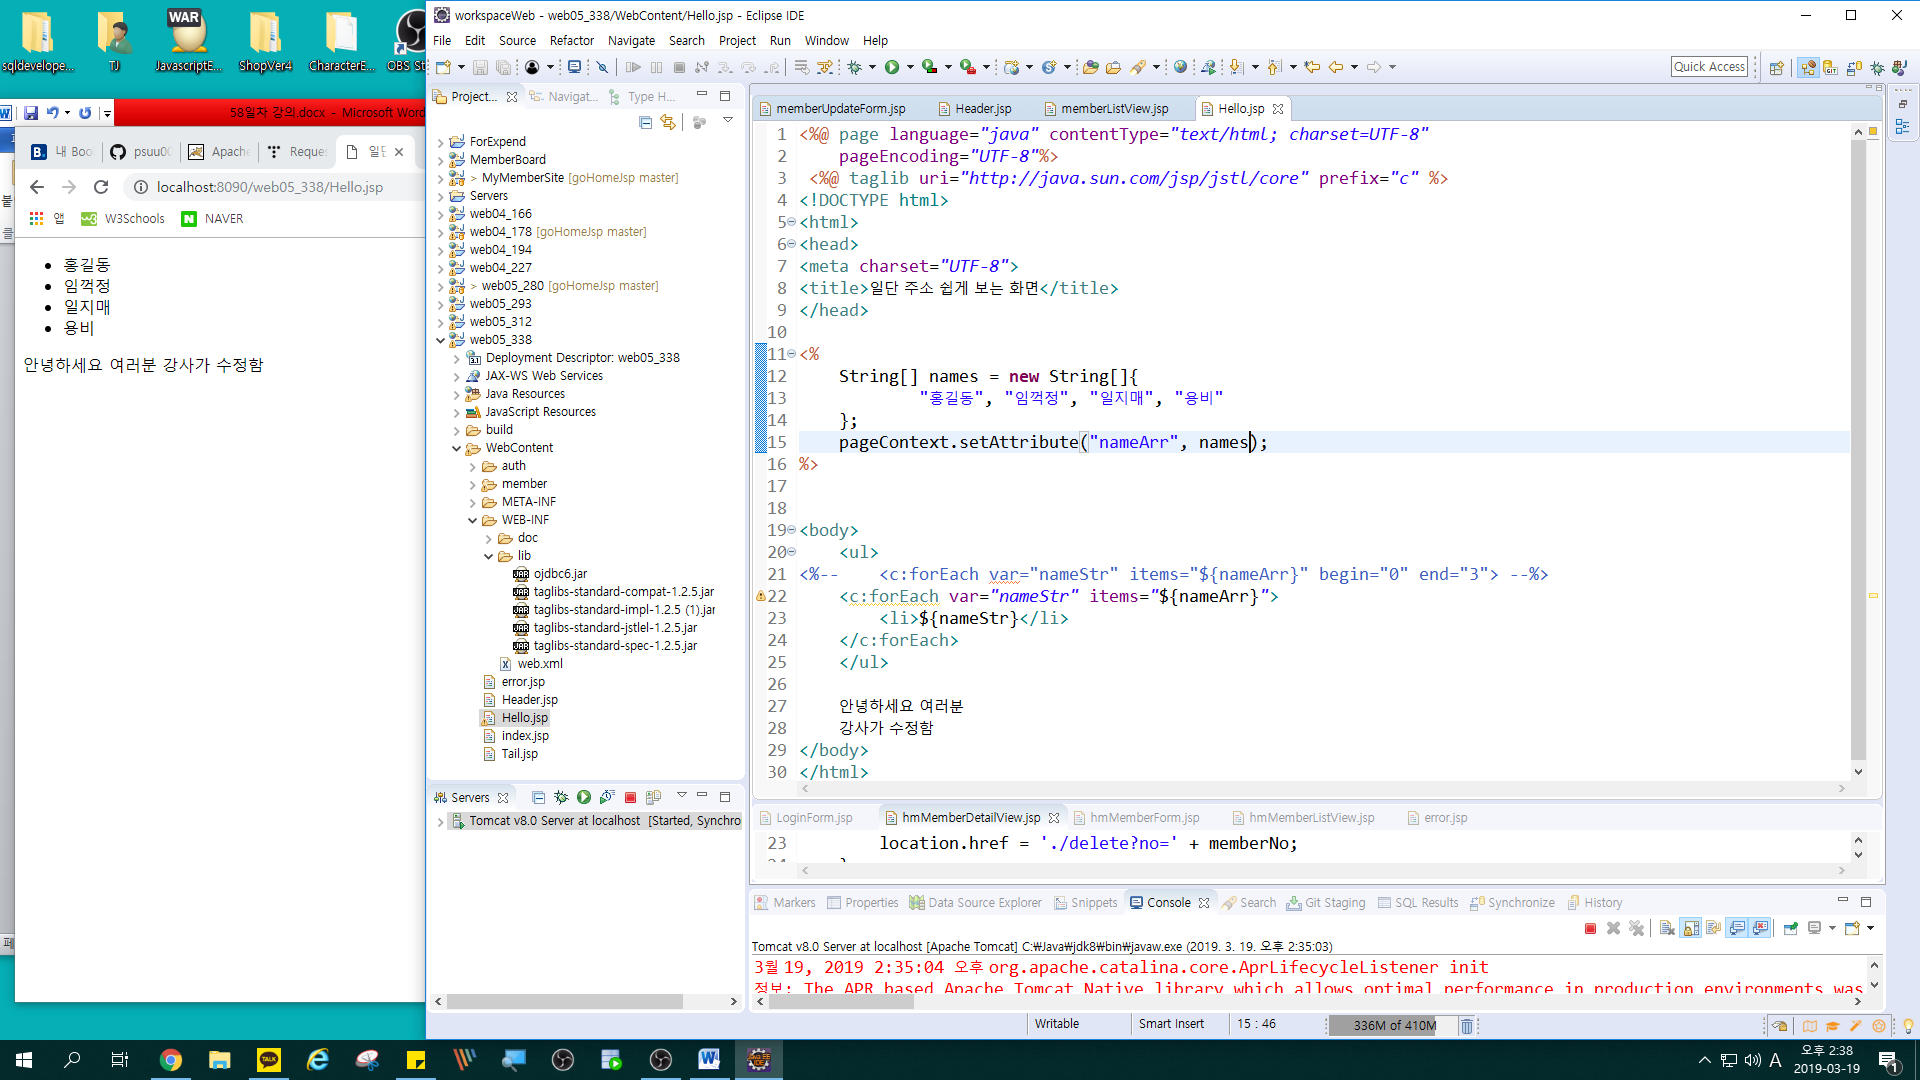 sqldevelope...
TJ
JavascriptE...
ShopVer4
CharacterE...
OBS St
WAR
58일차 강의.docx - Microsoft Word
내 Boo
psuu0
Apache
Reques
일단
localhost:8090/web05_338/Hello.jsp
앱
W3Schools
NAVER
홍길동
임꺽정
일지매
용비
안녕하세요 여러분 강사가 수정함
workspaceWeb - web05_338/WebContent/Hello.jsp - Eclipse IDE
File Edit Source Refactor Navigate Search Project Run Window Help
Quick Access
Project...
Navigat...
Type H...
ForExpend
MemberBoard
> MyMemberSite [goHomeJsp master]
Servers
web04_166
web04_178 [goHomeJsp master]
web04_194
web04_227
> web05_280 [goHomeJsp master]
web05_293
web05_312
web05_338
Deployment Descriptor: web05_338
JAX-WS Web Services
Java Resources
JavaScript Resources
build
WebContent
auth
member
META-INF
WEB-INF
doc
lib
ojdbc6.jar
taglibs-standard-compat-1.2.5.jar
taglibs-standard-impl-1.2.5 (1).jar
taglibs-standard-jstlel-1.2.5.jar
taglibs-standard-spec-1.2.5.jar
web.xml
error.jsp
Header.jsp
Hello.jsp
index.jsp
Tail.jsp
Servers
Tomcat v8.0 Server at localhost [Started, Synchro
memberUpdateForm.jsp
Header.jsp
memberListView.jsp
Hello.jsp
1 <%@ page language="java" contentType="text/html; charset=UTF-8"
2 pageEncoding="UTF-8"%>
3 <%@ taglib uri="http://java.sun.com/jsp/jstl/core" prefix="c" %>
4 <!DOCTYPE html>
5 <html>
6 <head>
7 <meta charset="UTF-8">
8 <title>일단 주소 쉽게 보는 화면</title>
9 </head>
10
11 <%
12 String[] names = new String[]{
13 "홍길동", "임꺽정", "일지매", "용비"
14 };
15 pageContext.setAttribute("nameArr", names);
16 %>
17
18
19 <body>
20 <ul>
21 <%-- <c:forEach var="nameStr" items="${nameArr}" begin="0" end="3"> --%>
22 <c:forEach var="nameStr" items="${nameArr}">
23 <li>${nameStr}</li>
24 </c:forEach>
25 </ul>
26
27 안녕하세요 여러분
28 강사가 수정함
29 </body>
30 </html>
LoginForm.jsp
hmMemberDetailView.jsp
hmMemberForm.jsp
hmMemberListView.jsp
error.jsp
23 location.href = './delete?no=' + memberNo;
Markers
Properties
Data Source Explorer
Snippets
Console
Search
Git Staging
SQL Results
Synchronize
History
Tomcat v8.0 Server at localhost [Apache Tomcat] C:₩Java₩jdk8₩bin₩javaw.exe (2019. 3. 19. 오후 2:35:03)
3월 19, 2019 2:35:04 오후 org.apache.catalina.core.AprLifecycleListener init
정보: The APR based Apache Tomcat Native library which allows optimal performance in production environments was
Writable
Smart Insert
15 : 46
336M of 410M
TALK
A
오후 2:38
2019-03-19
1